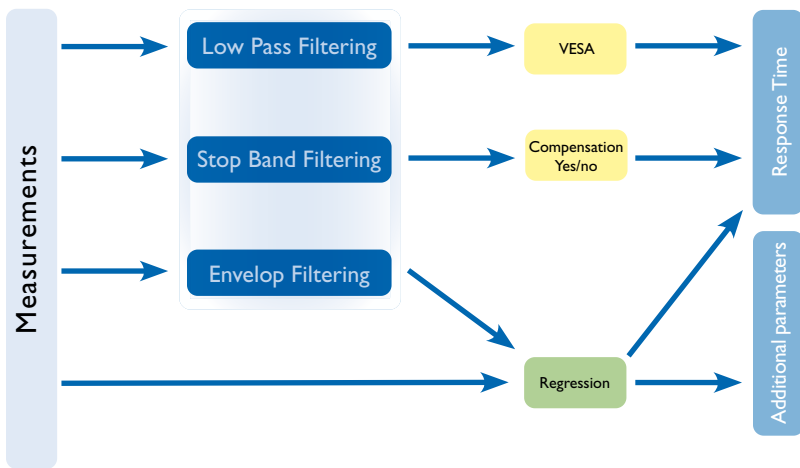 Measurements
Low Pass Filtering
VESA
Response Time
Stop Band Filtering
Compensation
Yes/no
Envelop Filtering
Additional parameters
Regression